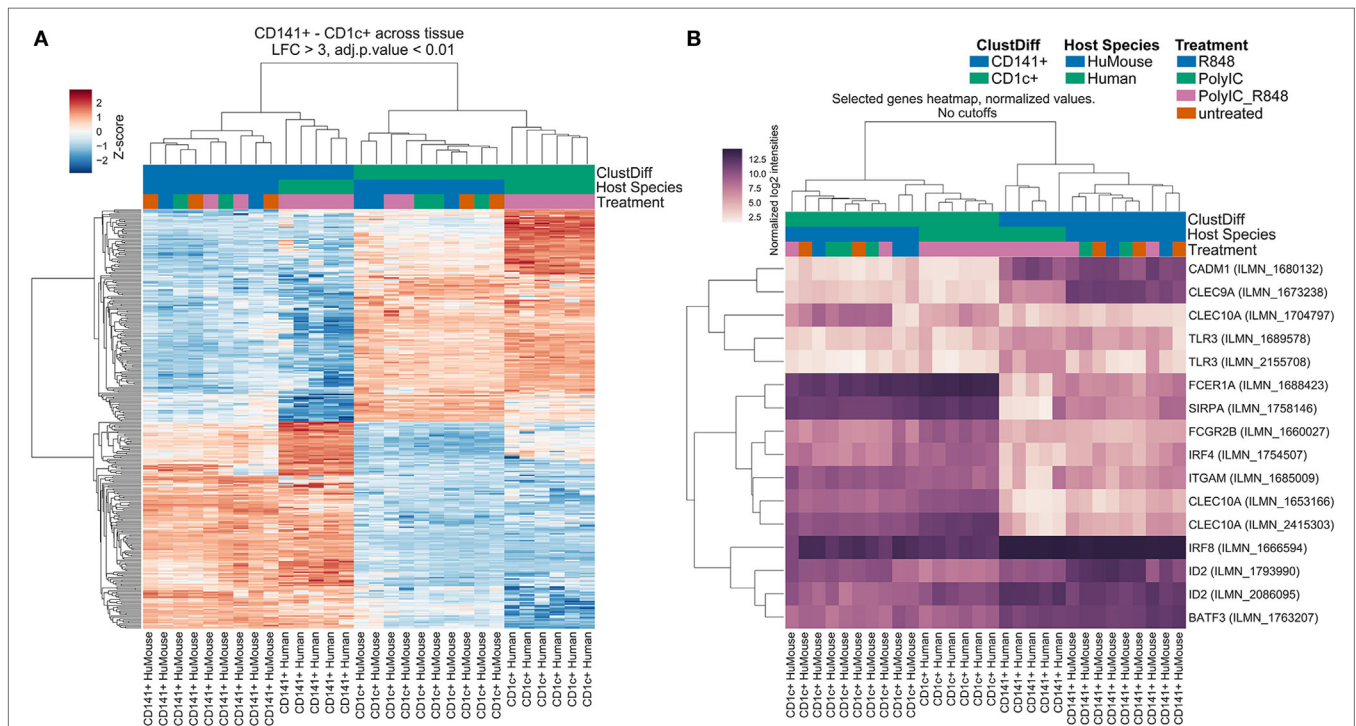 A
CD141+ - CD1c+ across tissue
LFC > 3, adj.p.value < 0.01
2
1
0
−1
−2
Z-score
ClustDiff
Host Species
Treatment
CD141+ HuMouse
CD141+ HuMouse
CD141+ HuMouse
CD141+ HuMouse
CD141+ HuMouse
CD141+ HuMouse
CD141+ HuMouse
CD141+ HuMouse
CD141+ HuMouse
CD141+ Human
CD141+ Human
CD141+ Human
CD141+ Human
CD141+ Human
CD1c+ HuMouse
CD1c+ HuMouse
CD1c+ HuMouse
CD1c+ HuMouse
CD1c+ HuMouse
CD1c+ HuMouse
CD1c+ HuMouse
CD1c+ HuMouse
CD1c+ HuMouse
CD1c+ HuMouse
CD1c+ Human
CD1c+ Human
CD1c+ Human
CD1c+ Human
CD1c+ Human
CD1c+ Human
B
ClustDiff
CD141+
CD1c+
Host Species
HuMouse
Human
Treatment
R848
PolyIC
PolyIC_R848
untreated
Selected genes heatmap, normalized values.
No cutoffs
12.5
10.0
7.5
5.0
2.5
Normalized log2 intensities
ClustDiff
Host Species
Treatment
CADM1 (ILMN_1680132)
CLEC9A (ILMN_1673238)
CLEC10A (ILMN_1704797)
TLR3 (ILMN_1689578)
TLR3 (ILMN_2155708)
FCER1A (ILMN_1688423)
SIRPA (ILMN_1758146)
FCGR2B (ILMN_1660027)
IRF4 (ILMN_1754507)
ITGAM (ILMN_1685009)
CLEC10A (ILMN_1653166)
CLEC10A (ILMN_2415303)
IRF8 (ILMN_1666594)
ID2 (ILMN_1793990)
ID2 (ILMN_2086095)
BATF3 (ILMN_1763207)
CD1c+ HuMouse
CD1c+ HuMouse
CD1c+ HuMouse
CD1c+ HuMouse
CD1c+ HuMouse
CD1c+ HuMouse
CD1c+ HuMouse
CD1c+ HuMouse
CD1c+ HuMouse
CD1c+ HuMouse
CD1c+ Human
CD1c+ Human
CD1c+ Human
CD1c+ Human
CD1c+ Human
CD1c+ Human
CD141+ Human
CD141+ Human
CD141+ Human
CD141+ Human
CD141+ Human
CD141+ HuMouse
CD141+ HuMouse
CD141+ HuMouse
CD141+ HuMouse
CD141+ HuMouse
CD141+ HuMouse
CD141+ HuMouse
CD141+ HuMouse
CD141+ HuMouse